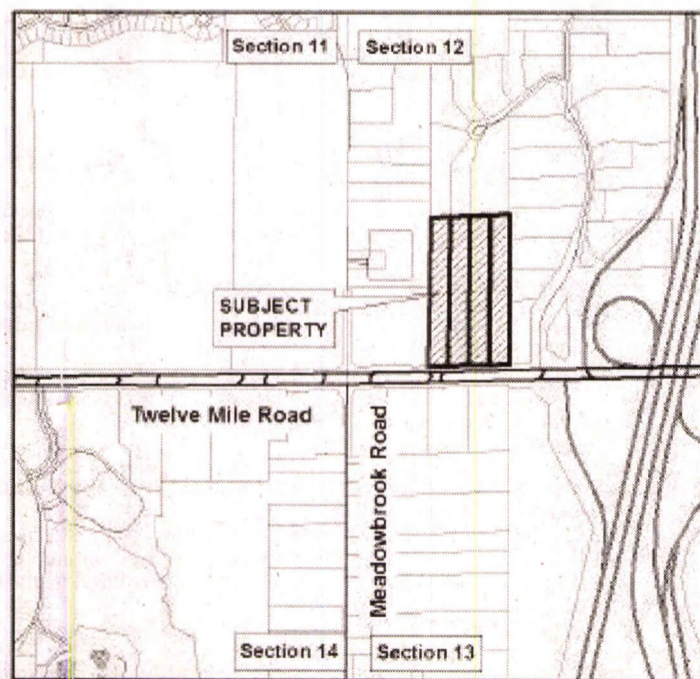 Section 11
Section 12
SUBJECT
PROPERTY
Twelve Mile Road
Meadowbrook Road
Section 14
Section 13